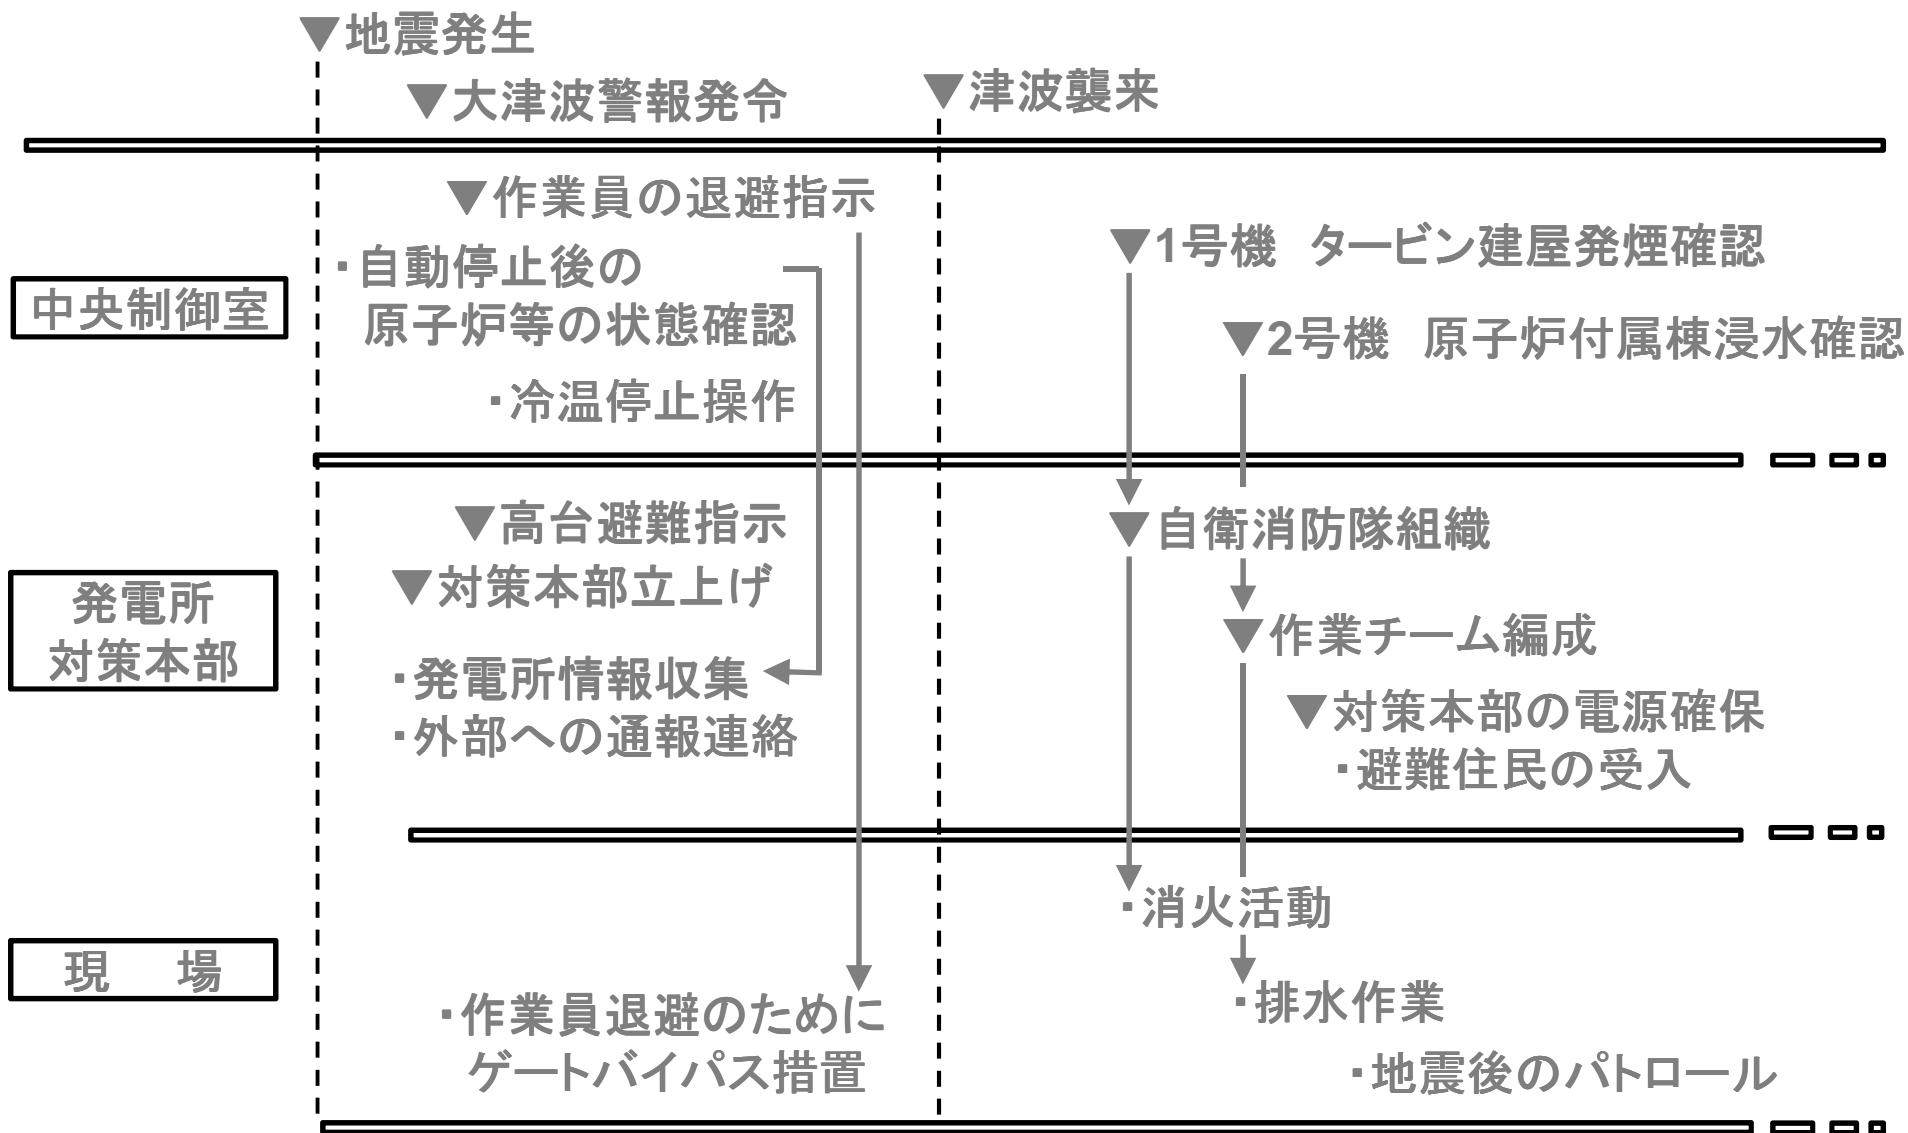 ▼地震発生
▼大津波警報発令
▼津波襲来
中央制御室
▼作業員の退避指示
・自動停止後の
原子炉等の状態確認
・冷温停止操作
▼1号機 タービン建屋発煙確認
▼2号機 原子炉付属棟浸水確認
発電所
対策本部
▼高台避難指示
▼対策本部立上げ
・発電所情報収集
・外部への通報連絡
▼自衛消防隊組織
▼作業チーム編成
▼対策本部の電源確保
・避難住民の受入
現 場
・作業員退避のために
ゲートバイパス措置
・消火活動
・排水作業
・地震後のパトロール